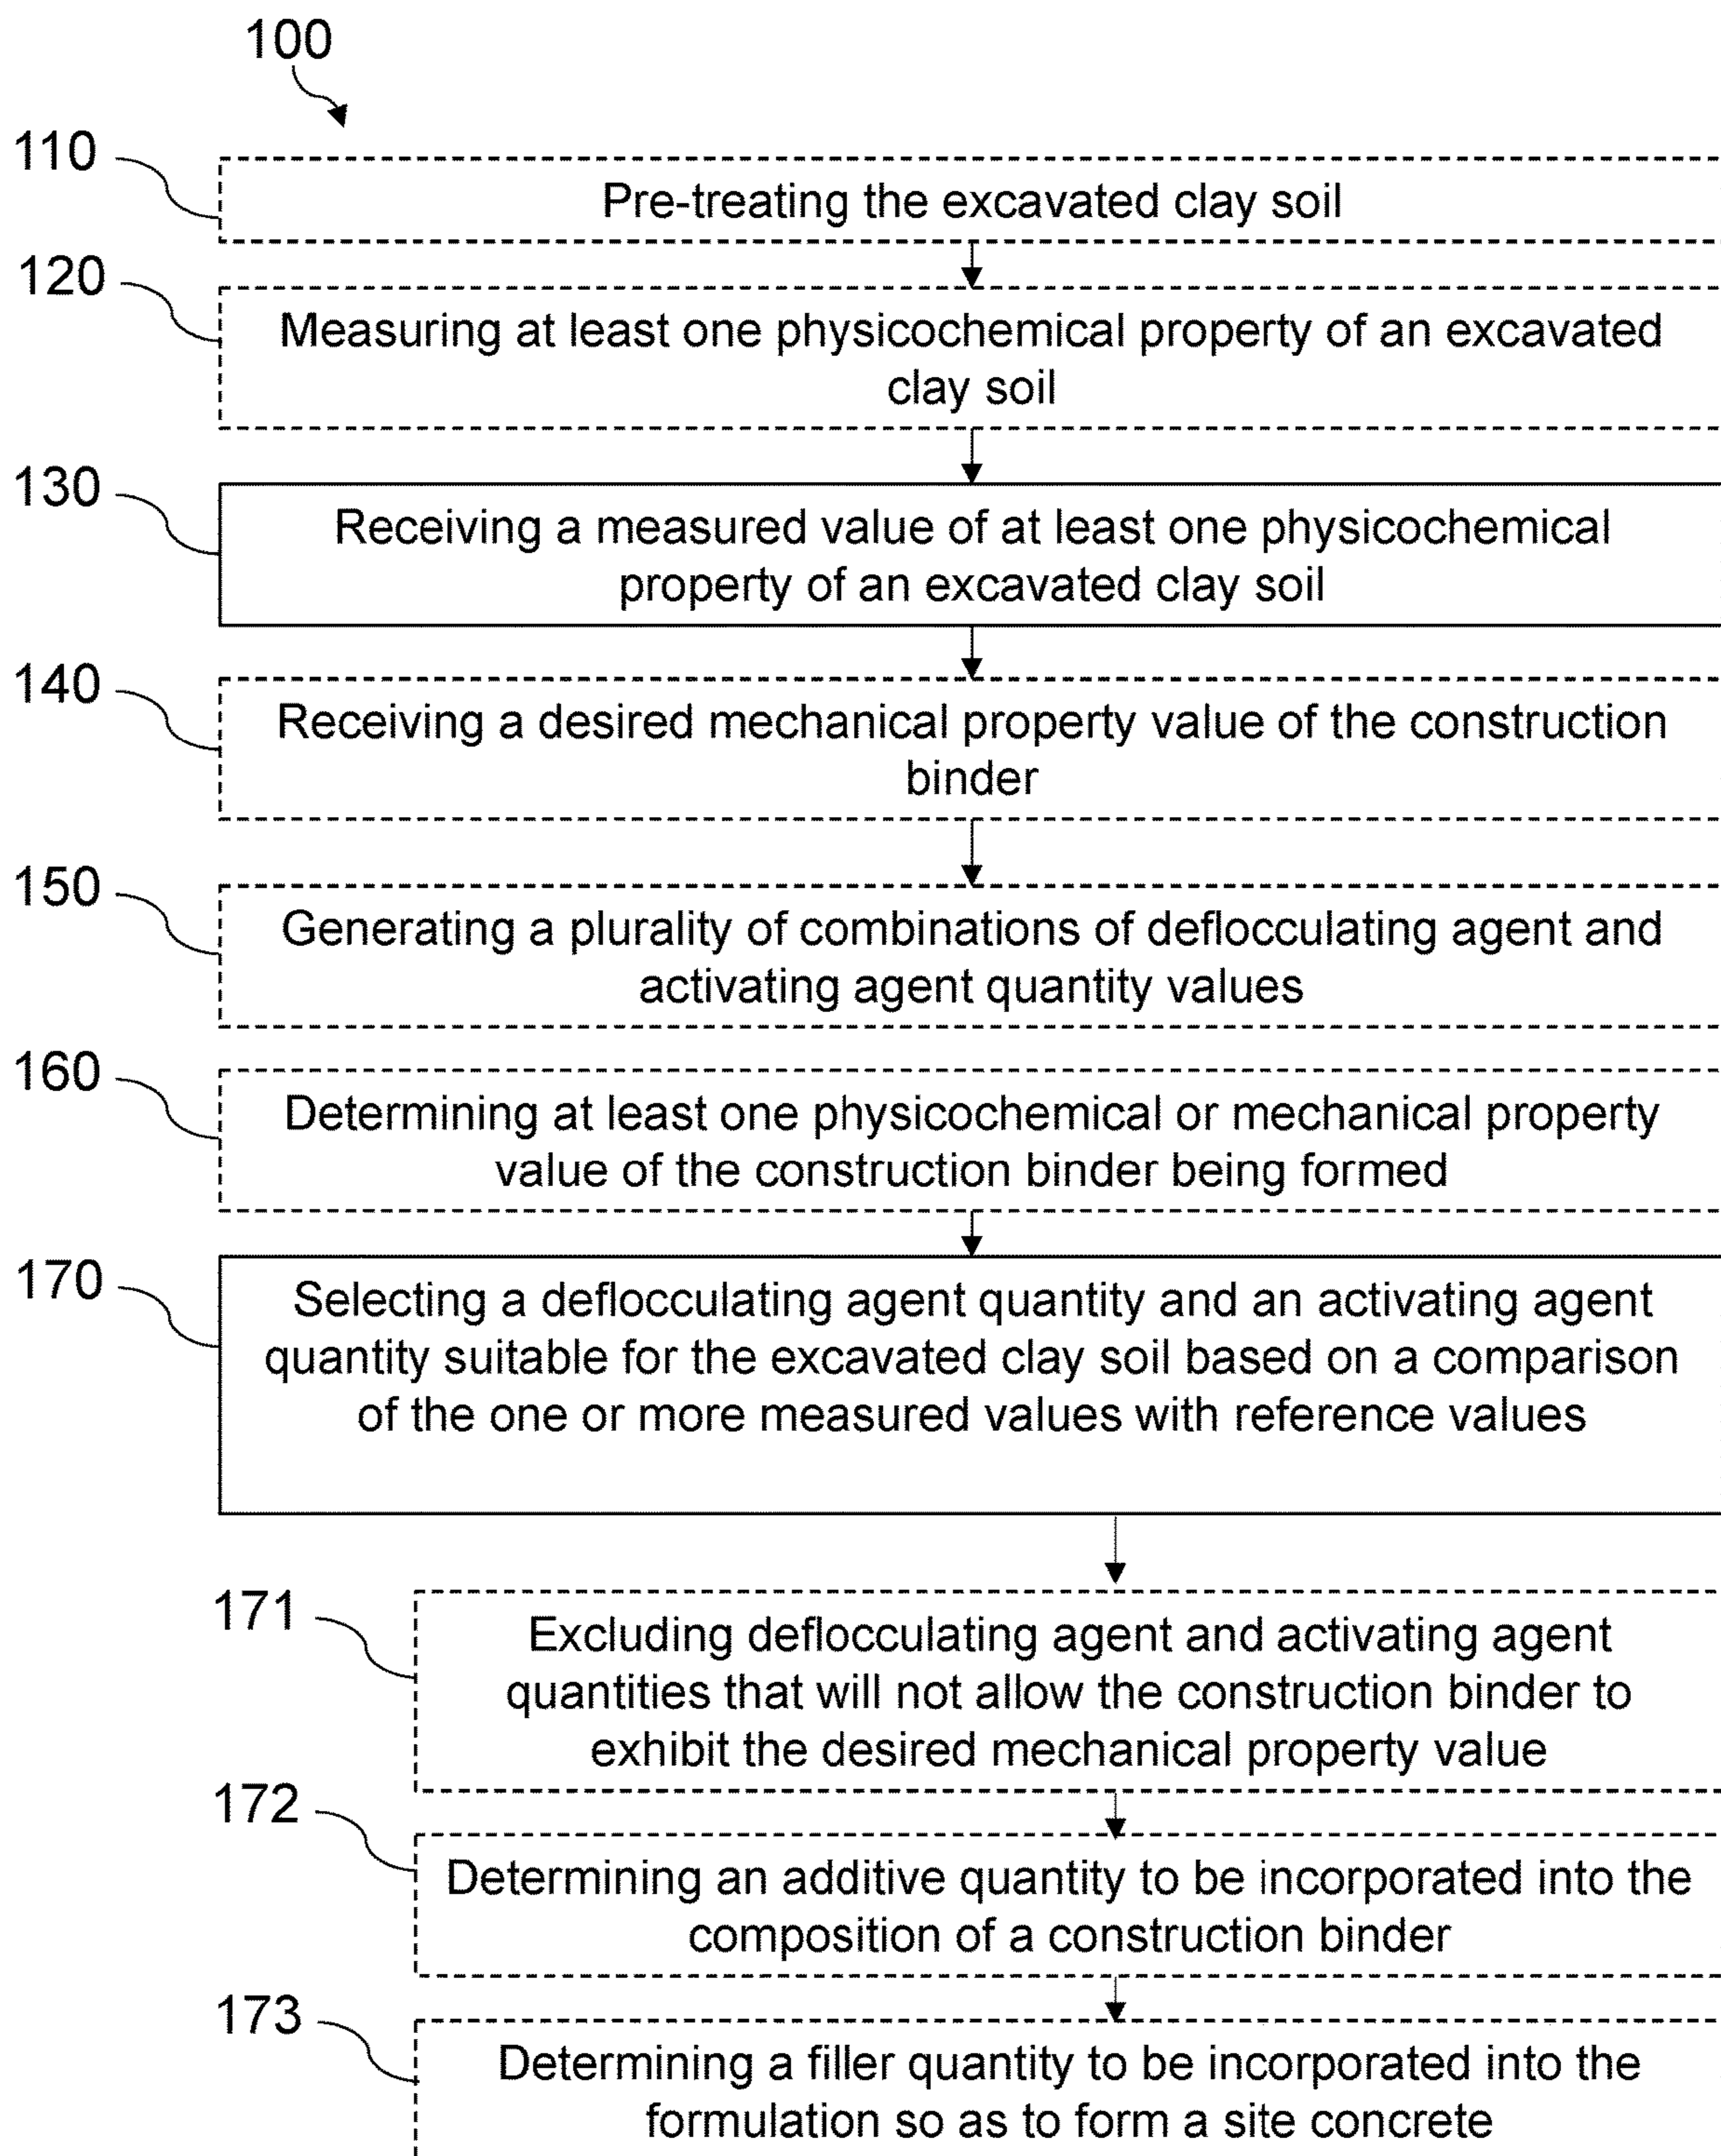 100
110
Pre-treating the excavated clay soil
120
Measuring at least one physicochemical property of an excavated
clay soil
130
Receiving a measured value of at least one physicochemical
property of an excavated clay soil
140
Receiving a desired mechanical property value of the construction
binder
150
Generating a plurality of combinations of deflocculating agent and
activating agent quantity values
160
Determining at least one physicochemical or mechanical property
value of the construction binder being formed
170
Selecting a deflocculating agent quantity and an activating agent
quantity suitable for the excavated clay soil based on a comparison
of the one or more measured values with reference values
171
Excluding deflocculating agent and activating agent
quantities that will not allow the construction binder to
exhibit the desired mechanical property value
172
Determining an additive quantity to be incorporated into the
composition of a construction binder
173
Determining a filler quantity to be incorporated into the
formulation so as to form a site concrete